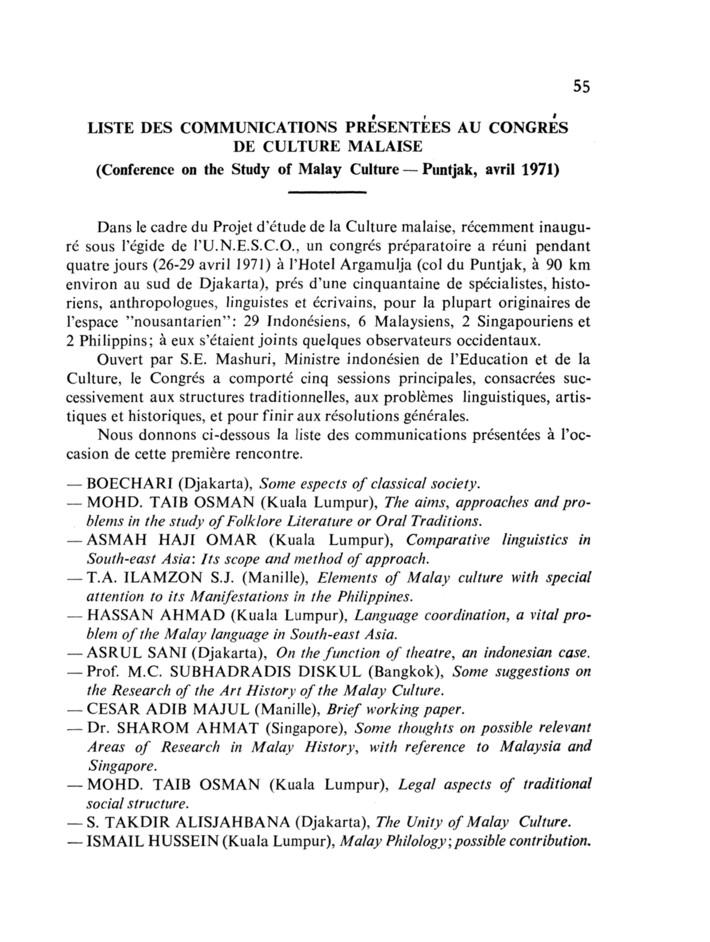 55
LISTE DES COMMUNICATIONS PRÉSENTÉES AU CONGRÉS
DE CULTURE MALAISE
(Conference on the Study of Malay Culture — Puntjak, avril 1971)
Dans le cadre du Projet d'étude de la Culture malaise, récemment inaugu-
ré sous l'égide de l'U.N.E.S.C.O., un congrés préparatoire a réuni pendant
quatre jours (26-29 avril 1971) à l'Hotel Argamulja (col du Puntjak, à 90 km
environ au sud de Djakarta), prés d'une cinquantaine de spécialistes, histo-
riens, anthropologues, linguistes et écrivains, pour la plupart originaires de
l'espace "nousantarien": 29 Indonésiens, 6 Malaysiens, 2 Singapouriens et
2 Philippins; à eux s'étaient joints quelques observateurs occidentaux.
Ouvert par S.E. Mashuri, Ministre indonésien de l'Education et de la
Culture, le Congrés a comporté cinq sessions principales, consacrées suc-
cessivement aux structures traditionnelles, aux problèmes linguistiques, artis-
tiques et historiques, et pour finir aux résolutions générales.
Nous donnons ci-dessous la liste des communications présentées à l'oc-
casion de cette première rencontre.
— BOECHARI (Djakarta), Some espects of classical society.
— MOHD. TAIB OSMAN (Kuala Lumpur), The aims, approaches and pro-
blems in the study of Folklore Literature or Oral Traditions.
— ASMAH HAJI OMAR (Kuala Lumpur), Comparative linguistics in
South-east Asia: Its scope and method of approach.
— T.A. ILAMZON S.J. (Manille), Elements of Malay culture with special
attention to its Manifestations in the Philippines.
— HASSAN AHMAD (Kuala Lumpur), Language coordination, a vital pro-
blem of the Malay language in South-east Asia.
— ASRUL SANI (Djakarta), On the function of theatre, an indonesian case.
— Prof. M.C. SUBHADRADIS DISKUL (Bangkok), Some suggestions on
the Research of the Art History of the Malay Culture.
— CESAR ADIB MAJUL (Manille), Brief working paper.
— Dr. SHAROM AHMAT (Singapore), Some thoughts on possible relevant
Areas of Research in Malay History, with reference to Malaysia and
Singapore.
— MOHD. TAIB OSMAN (Kuala Lumpur), Legal aspects of traditional
social structure.
— S. TAKDIR ALISJAHBANA (Djakarta), The Unity of Malay Culture.
— ISMAIL HUSSEIN (Kuala Lumpur), Malay Philology; possible contribution.